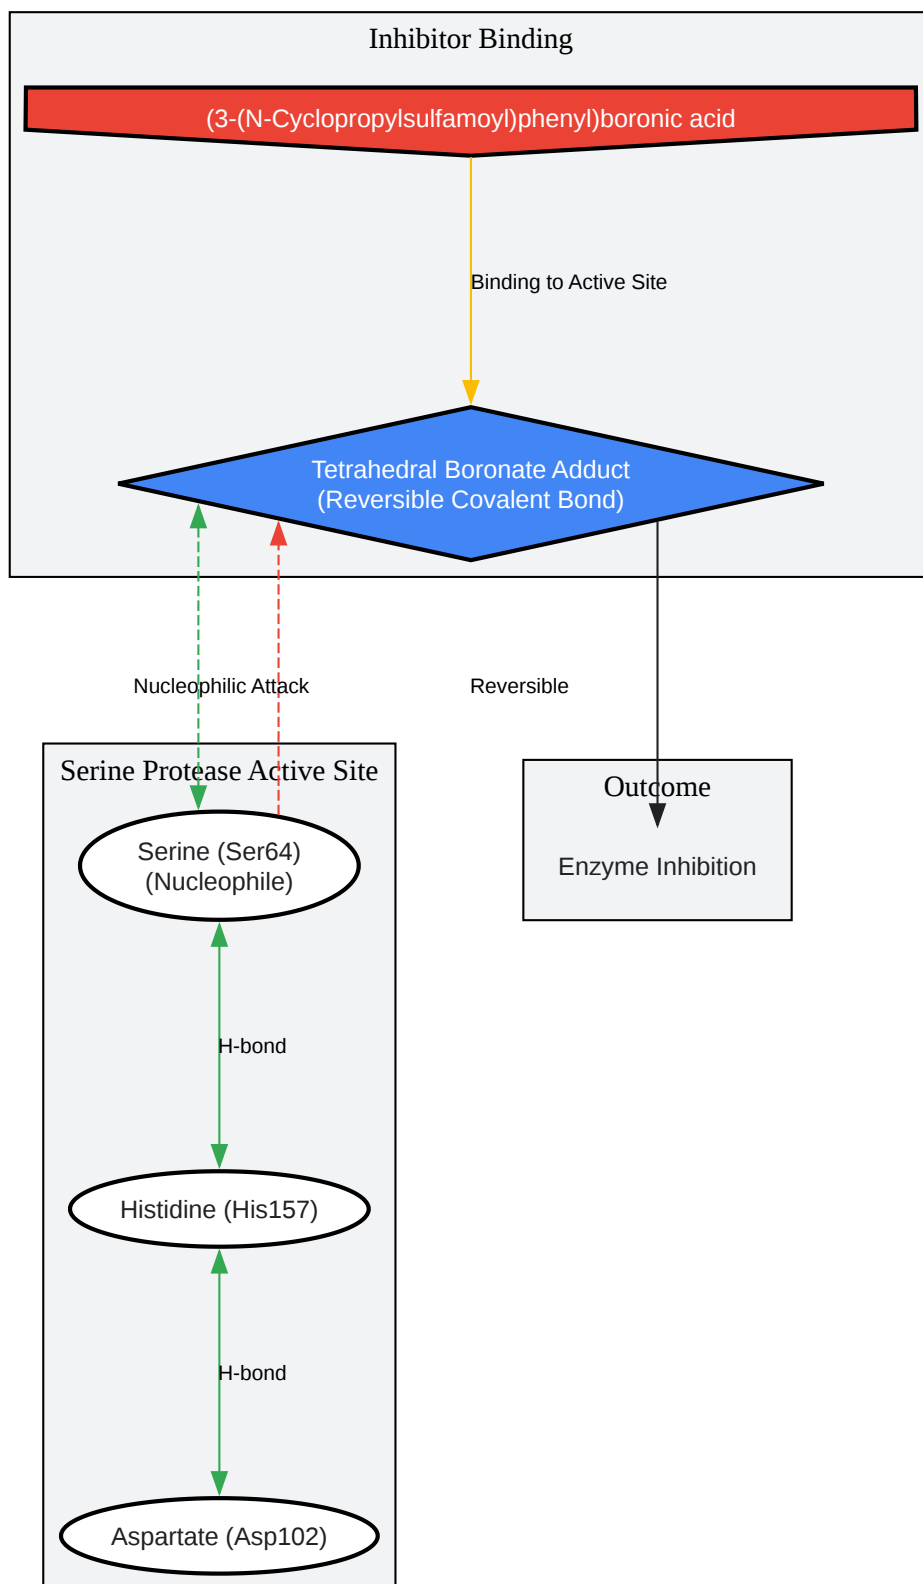 Inhibitor Binding
(3-(N-Cyclopropylsulfamoyl)phenyl)boronic acid
Binding to Active Site
Tetrahedral Boronate Adduct
(Reversible Covalent Bond)
Nucleophilic Attack
Reversible
Serine Protease Active Site
Serine (Ser64)
(Nucleophile)
Outcome
Enzyme Inhibition
H-bond
Histidine (His157)
H-bond
Aspartate (Asp102)